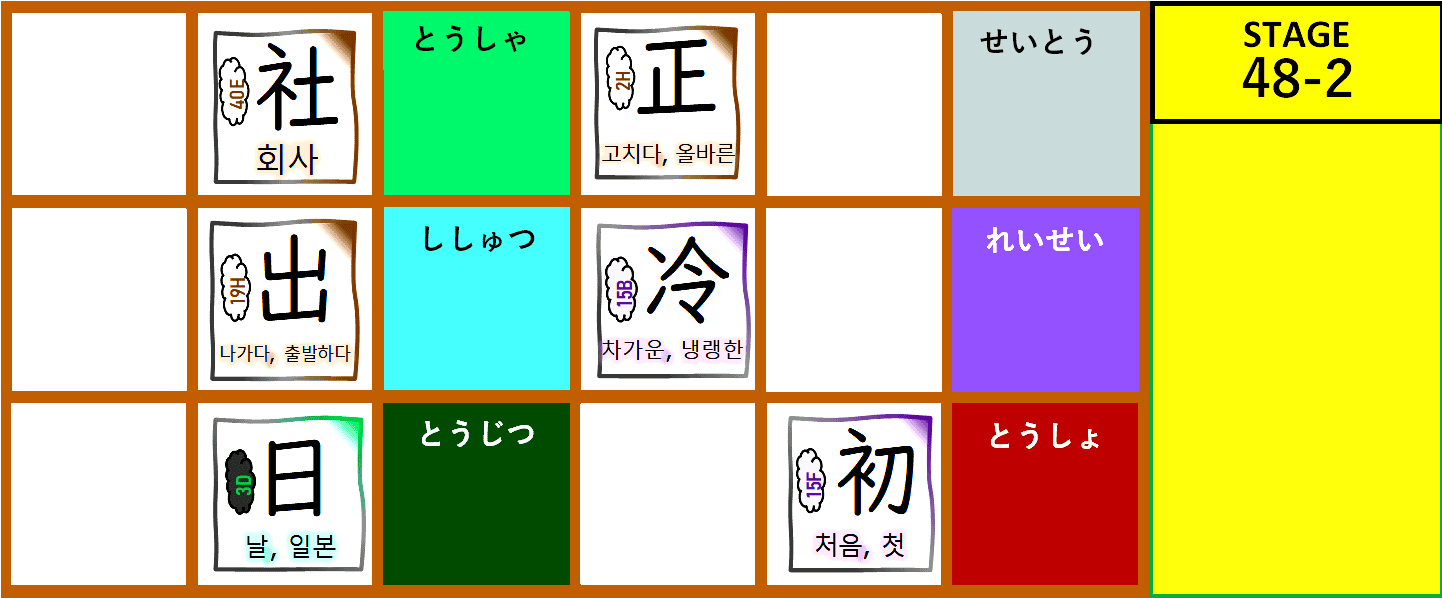 40E
社
회사
とうしゃ
2H
正
고치다, 올바른
せいとう
STAGE
48-2
19H
出
나가다, 출발하다
ししゅつ
15B
冷
차가운, 냉랭한
れいせい
3D
日
날, 일본
とうじつ
15F
初
처음, 첫
とうしょ